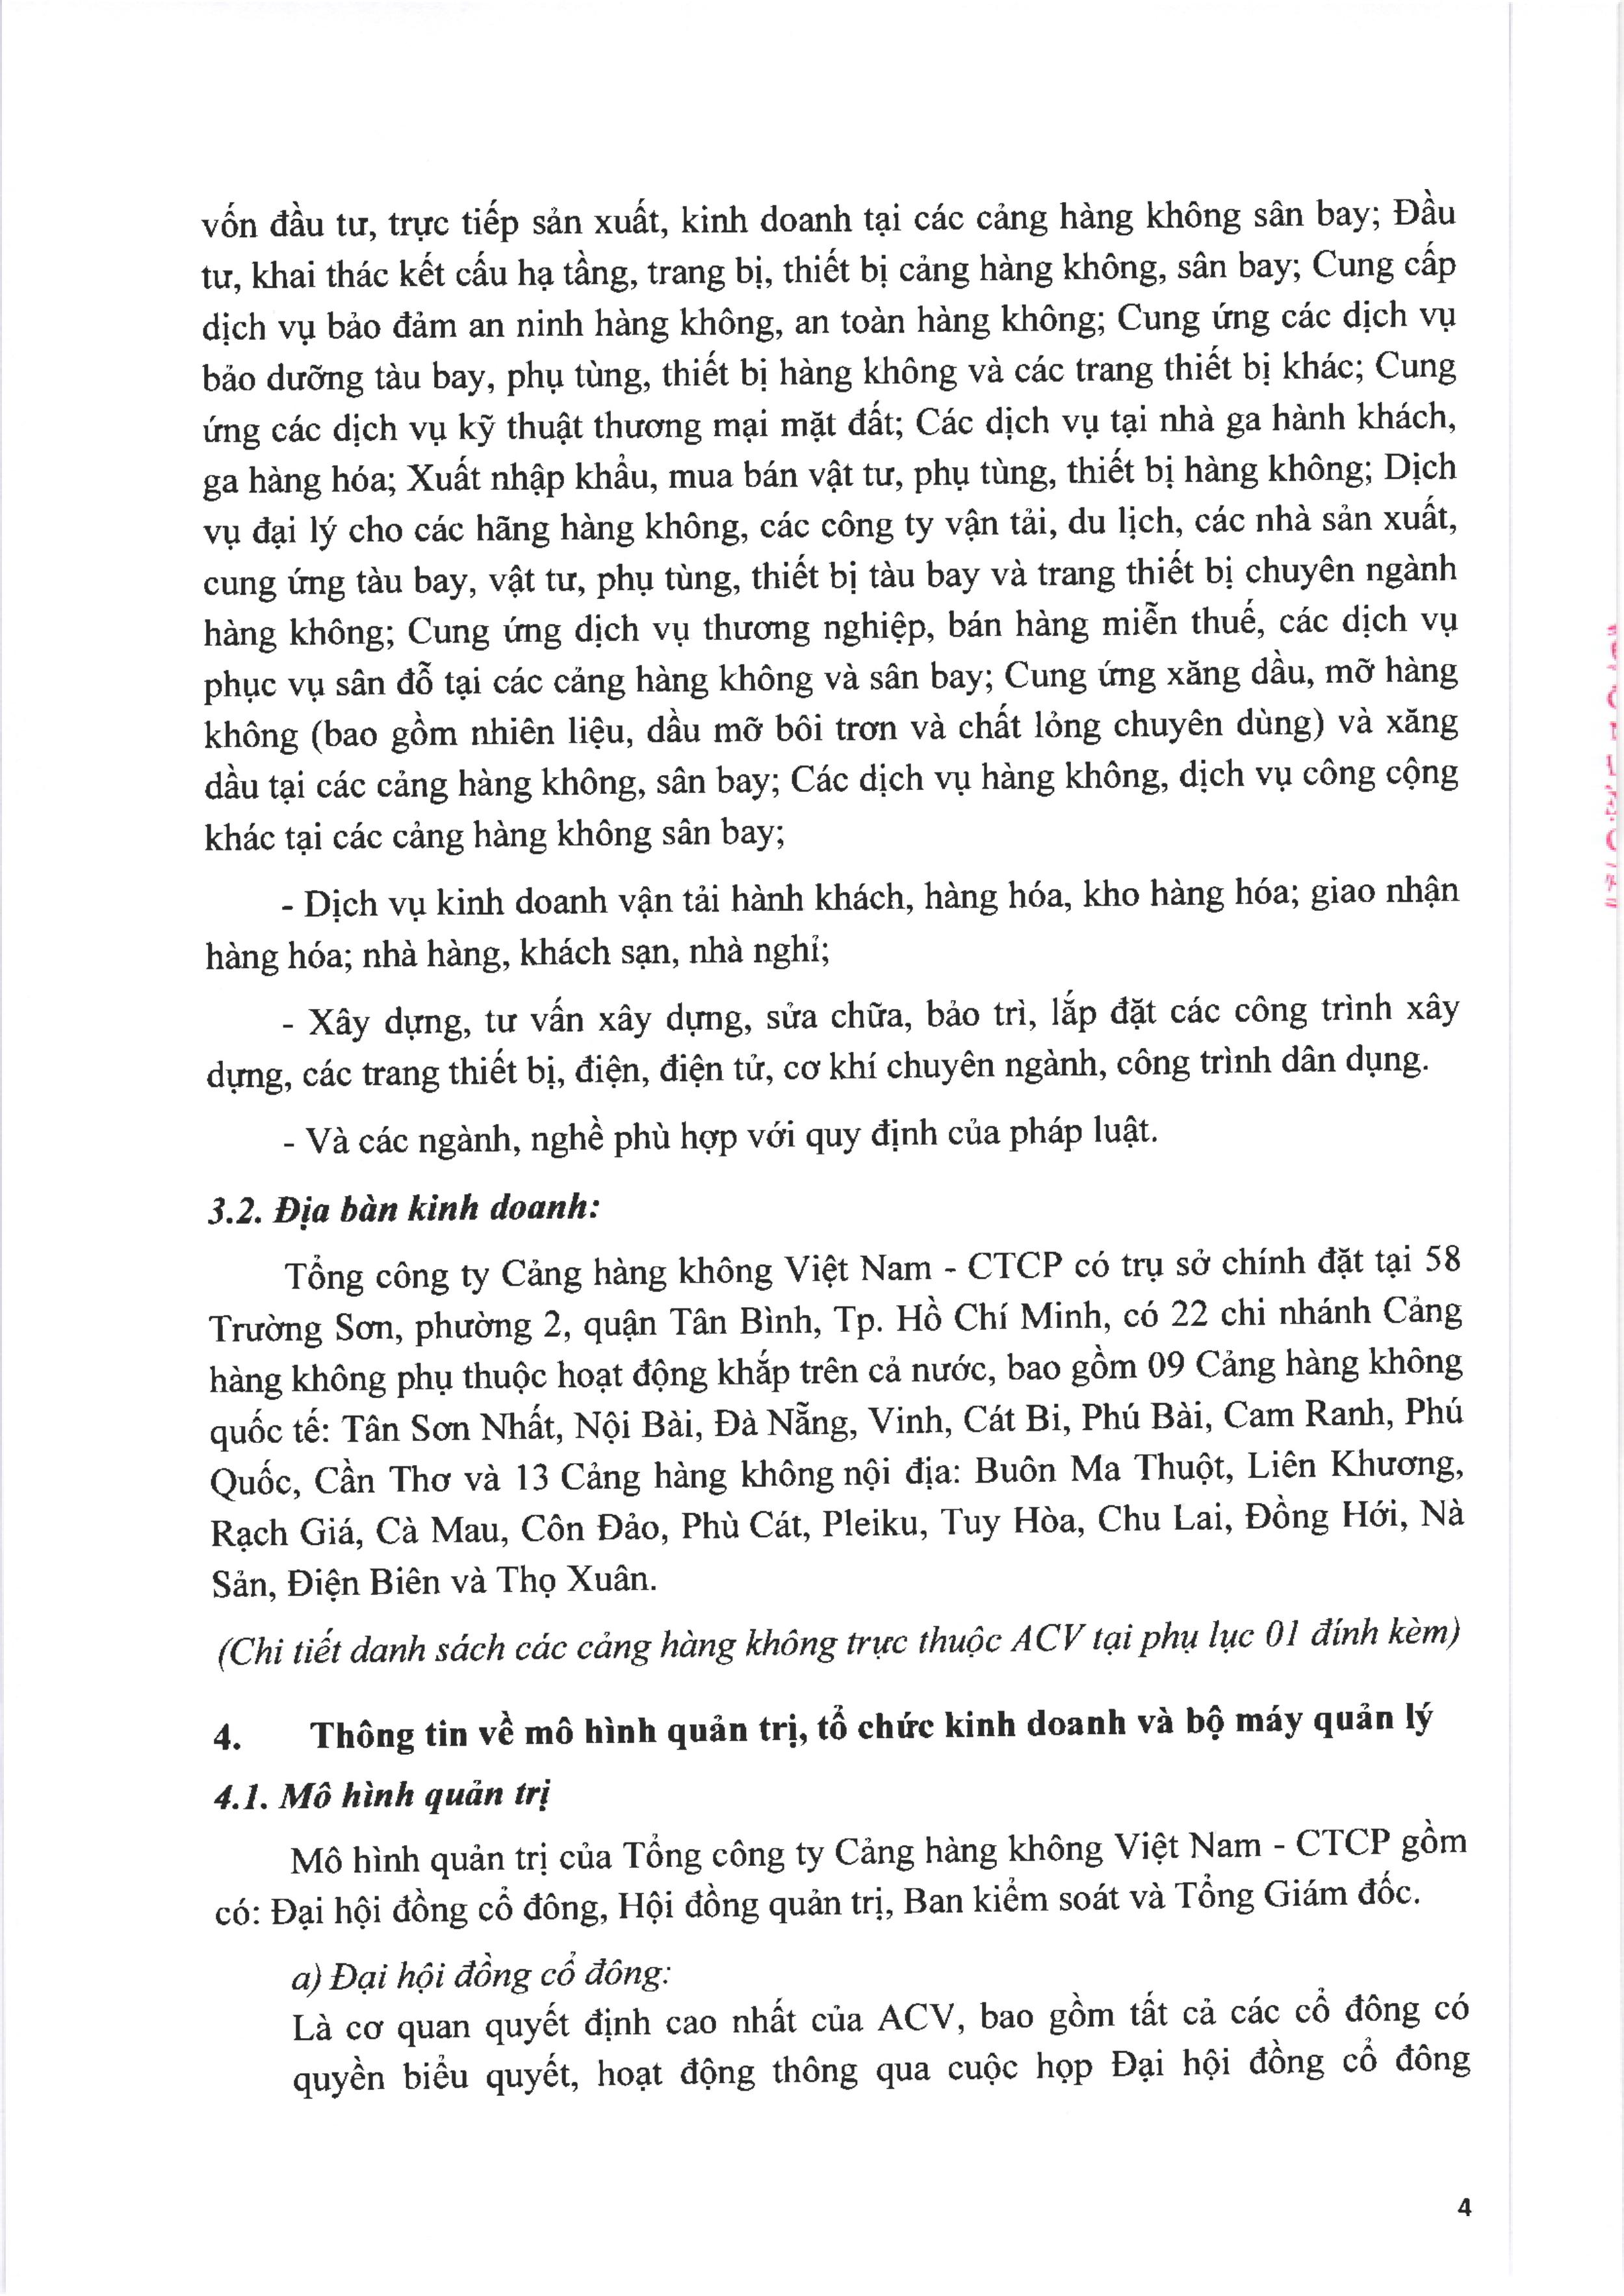 vốn đầu tư, trực tiếp sản xuất, kinh doanh tại các cảng hàng không sân bay; Đầu
tư, khai thác kết cấu hạ tầng, trang bị, thiết bị cảng hàng không, sân bay; Cung cấp
dịch vụ bảo đảm an ninh hàng không, an toàn hàng không; Cung ứng các dịch vụ
bảo dưỡng tàu bay, phụ tùng, thiết bị hàng không và các trang thiết bị khác; Cung
ứng các dịch vụ kỹ thuật thương mại mặt đất; Các dịch vụ tại nhà ga hành khách,
ga hàng hóa; Xuất nhập khẩu, mua bán vật tư, phụ tùng, thiết bị hàng không; Dịch
vụ đại lý cho các hãng hàng không, các công ty vận tải, du lịch, các nhà sản xuất,
cung ứng tàu bay, vật tư, phụ tùng, thiết bị tàu bay và trang thiết bị chuyên ngành
hàng không; Cung ứng dịch vụ thương nghiệp, bán hàng miễn thuế, các dịch vụ
phục vụ sân đỗ tại các cảng hàng không và sân bay; Cung ứng xăng dầu, mỡ hàng
không (bao gồm nhiên liệu, dầu mỡ bôi trơn và chất lỏng chuyên dùng) và xăng
dầu tại các cảng hàng không, sân bay; Các dịch vụ hàng không, dịch vụ công cộng
khác tại các cảng hàng không sân bay;
- Dịch vụ kinh doanh vận tải hành khách, hàng hóa, kho hàng hóa; giao nhận
hàng hóa; nhà hàng, khách sạn, nhà nghỉ;
- Xây dựng, tư vấn xây dựng, sửa chữa, bảo trì, lắp đặt các công trình xây
dựng, các trang thiết bị, điện, điện tử, cơ khí chuyên ngành, công trình dân dụng.
- Và các ngành, nghề phù hợp với quy định của pháp luật.
3.2. Địa bàn kinh doanh:
Tổng công ty Cảng hàng không Việt Nam - CTCP có trụ sở chính đặt tại 58
Trường Sơn, phường 2, quận Tân Bình, Tp. Hồ Chí Minh, có 22 chi nhánh Cảng
hàng không phụ thuộc hoạt động khắp trên cả nước, bao gồm 09 Cảng hàng không
quốc tế: Tân Sơn Nhất, Nội Bài, Đà Nẵng, Vinh, Cát Bi, Phú Bài, Cam Ranh, Phú
Quốc, Cần Thơ và 13 Cảng hàng không nội địa: Buôn Ma Thuột, Liên Khương,
Rạch Giá, Cà Mau, Côn Đảo, Phù Cát, Pleiku, Tuy Hòa, Chu Lai, Đồng Hới, Nà
Sản, Điện Biên và Thọ Xuân.
(Chi tiết danh sách các cảng hàng không trực thuộc ACV tại phụ lục 01 đính kèm)
4. Thông tin về mô hình quản trị, tổ chức kinh doanh và bộ máy quản lý
4.1. Mô hình quản trị
Mô hình quản trị của Tổng công ty Cảng hàng không Việt Nam - CTCP gồm
có: Đại hội đồng cổ đông, Hội đồng quản trị, Ban kiểm soát và Tổng Giám đốc.
a) Đại hội đồng cổ đông:
Là cơ quan quyết định cao nhất của ACV, bao gồm tất cả các cổ đông có
quyền biểu quyết, hoạt động thông qua cuộc họp Đại hội đồng cổ đông
4